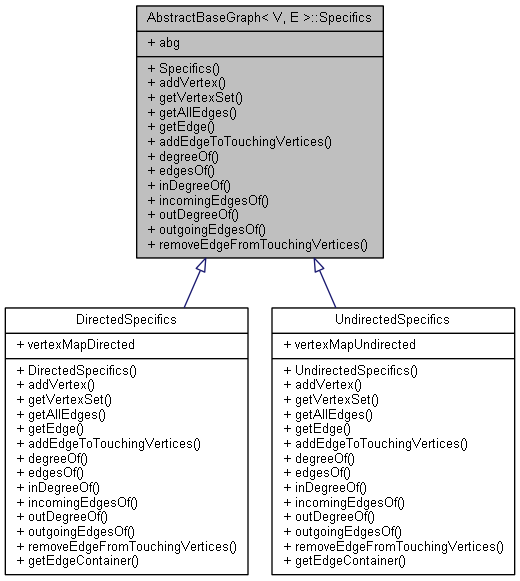 AbstractBaseGraph< V, E >::Specifics
+ abg
+ Specifics()
+ addVertex()
+ getVertexSet()
+ getAllEdges()
+ getEdge()
+ addEdgeToTouchingVertices()
+ degreeOf()
+ edgesOf()
+ inDegreeOf()
+ incomingEdgesOf()
+ outDegreeOf()
+ outgoingEdgesOf()
+ removeEdgeFromTouchingVertices()
DirectedSpecifics
+ vertexMapDirected
+ DirectedSpecifics()
+ addVertex()
+ getVertexSet()
+ getAllEdges()
+ getEdge()
+ addEdgeToTouchingVertices()
+ degreeOf()
+ edgesOf()
+ inDegreeOf()
+ incomingEdgesOf()
+ outDegreeOf()
+ outgoingEdgesOf()
+ removeEdgeFromTouchingVertices()
+ getEdgeContainer()
UndirectedSpecifics
+ vertexMapUndirected
+ UndirectedSpecifics()
+ addVertex()
+ getVertexSet()
+ getAllEdges()
+ getEdge()
+ addEdgeToTouchingVertices()
+ degreeOf()
+ edgesOf()
+ inDegreeOf()
+ incomingEdgesOf()
+ outDegreeOf()
+ outgoingEdgesOf()
+ removeEdgeFromTouchingVertices()
+ getEdgeContainer()